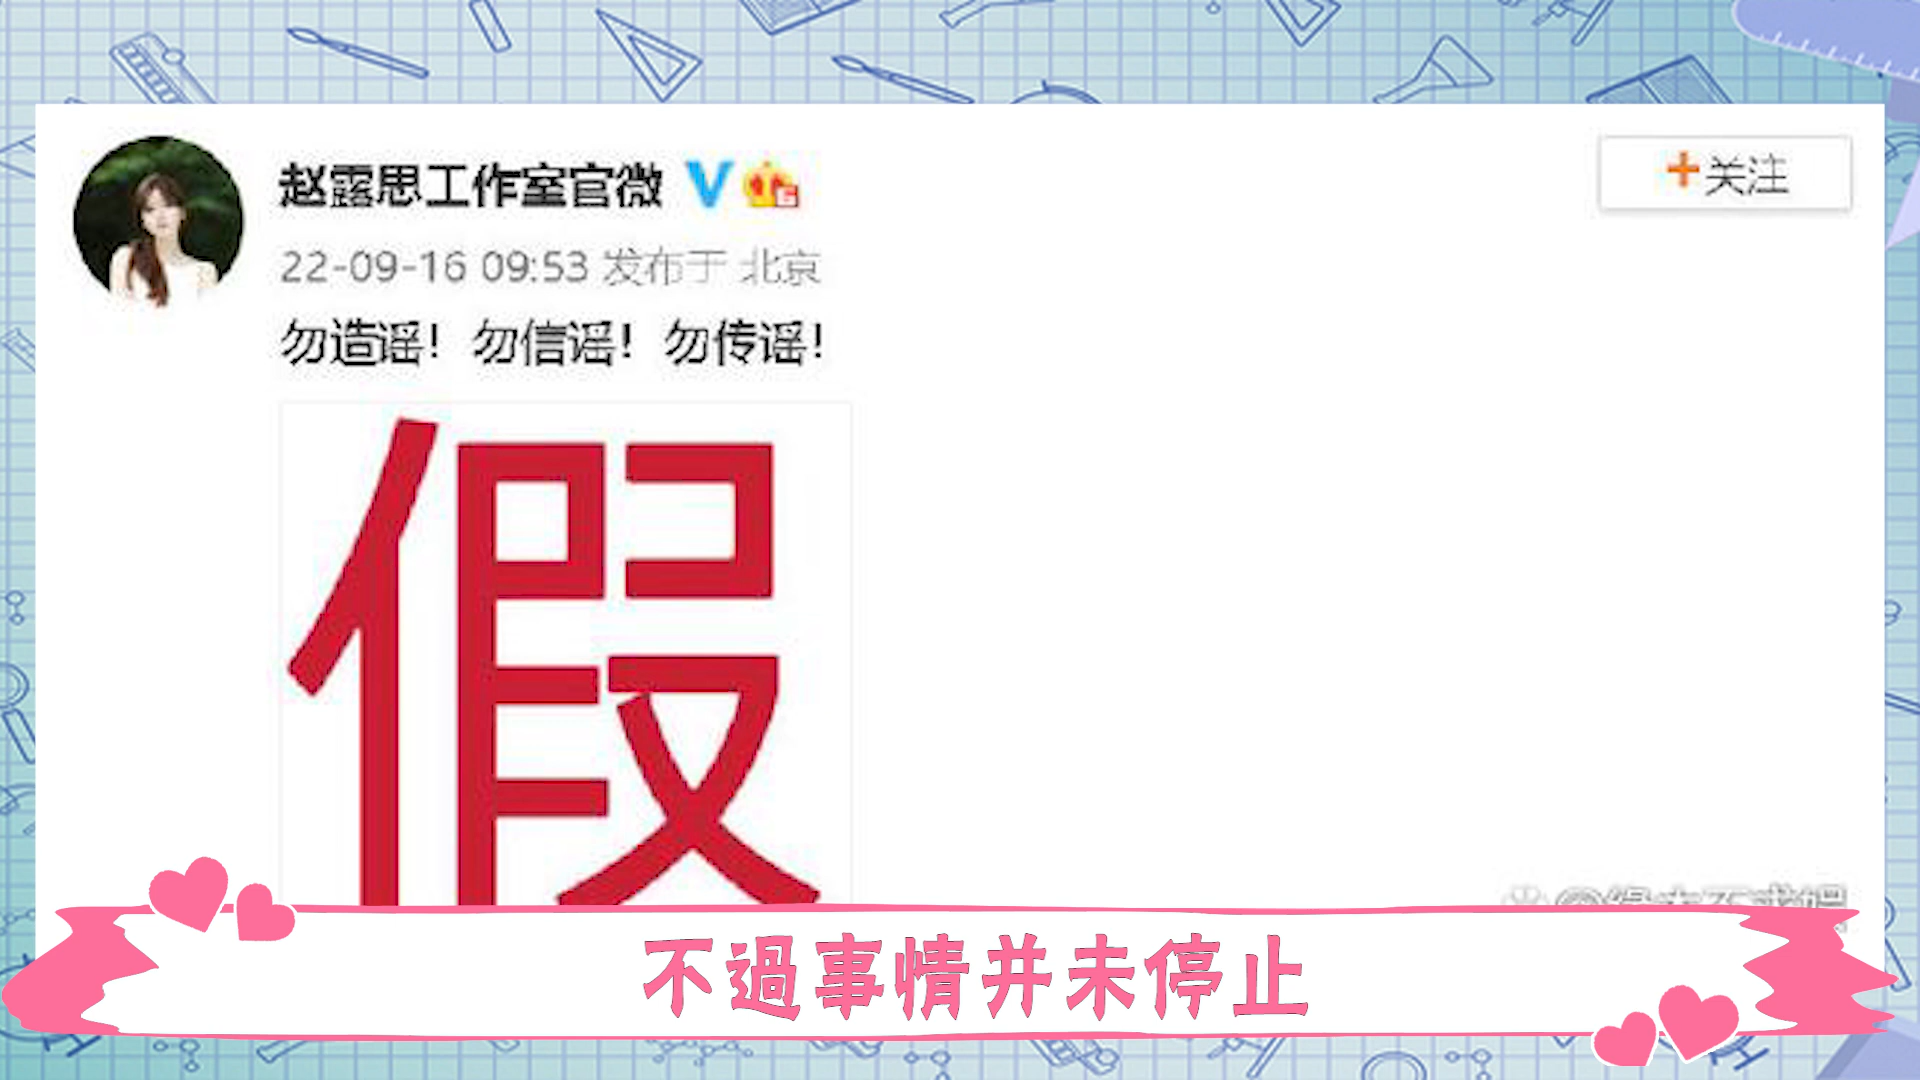 赵露思工作室官微
+关注
22-09-16 09:53 发布于 北京
勿造谣！勿信谣！勿传谣！
假
不過事情并未停止